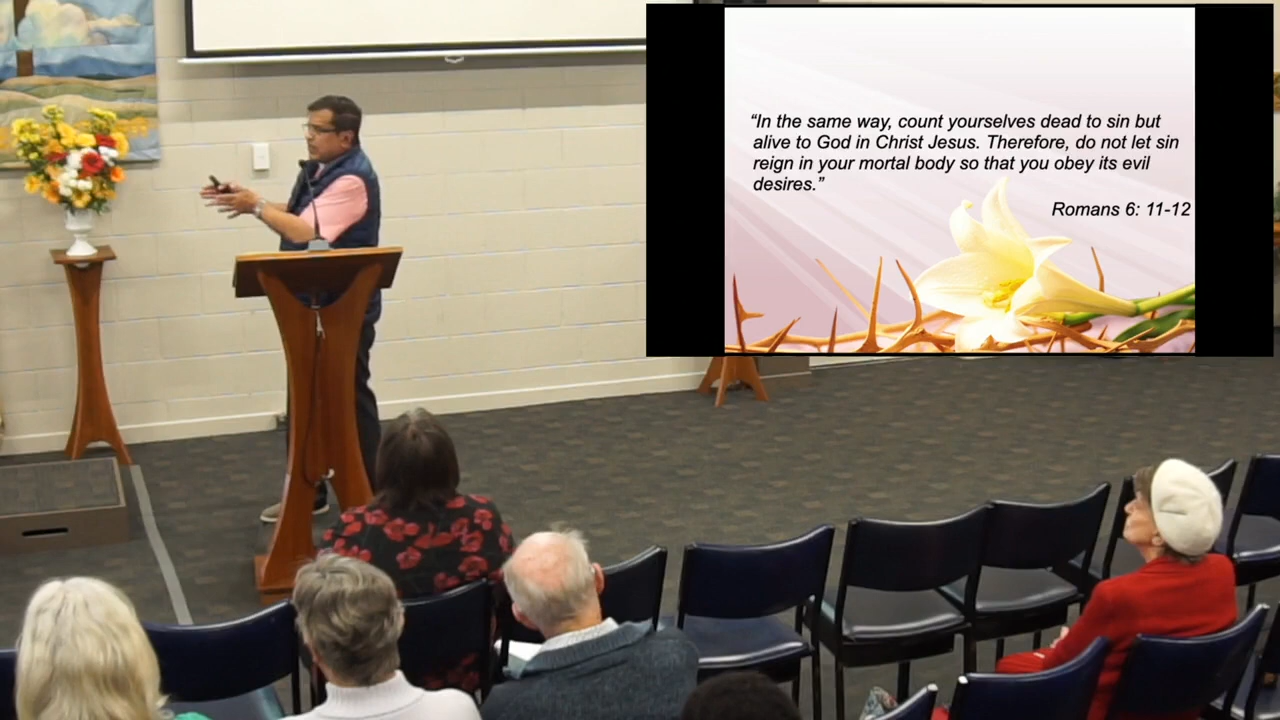 “In the same way, count yourselves dead to sin but
alive to God in Christ Jesus. Therefore, do not let sin
reign in your mortal body so that you obey its evil
desires.”
Romans 6: 11-12